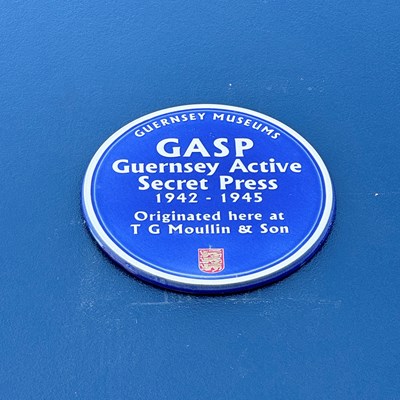 GUERNSEY MUSEUMS
GASP
Guernsey Active
Secret Press
1942 - 1945
Originated here at
T G Moullin & Son